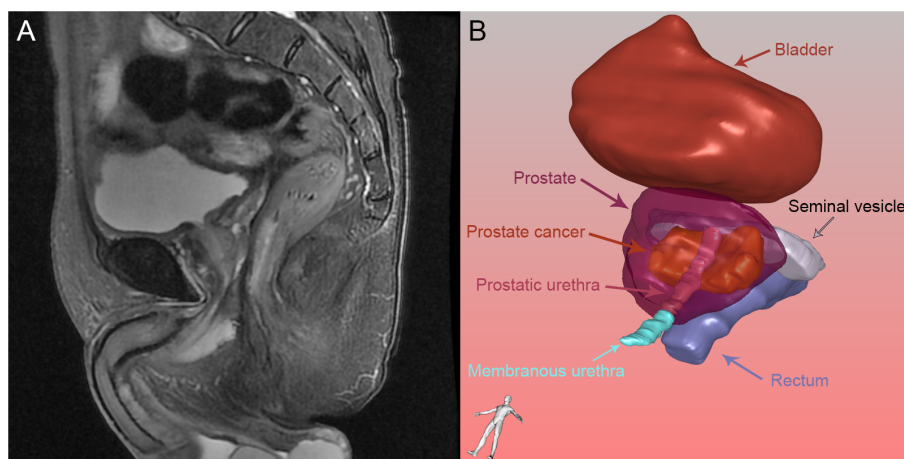 A
B
Bladder
Prostate
Seminal vesicle
Prostate cancer
Prostatic urethra
Membranous urethra
Rectum